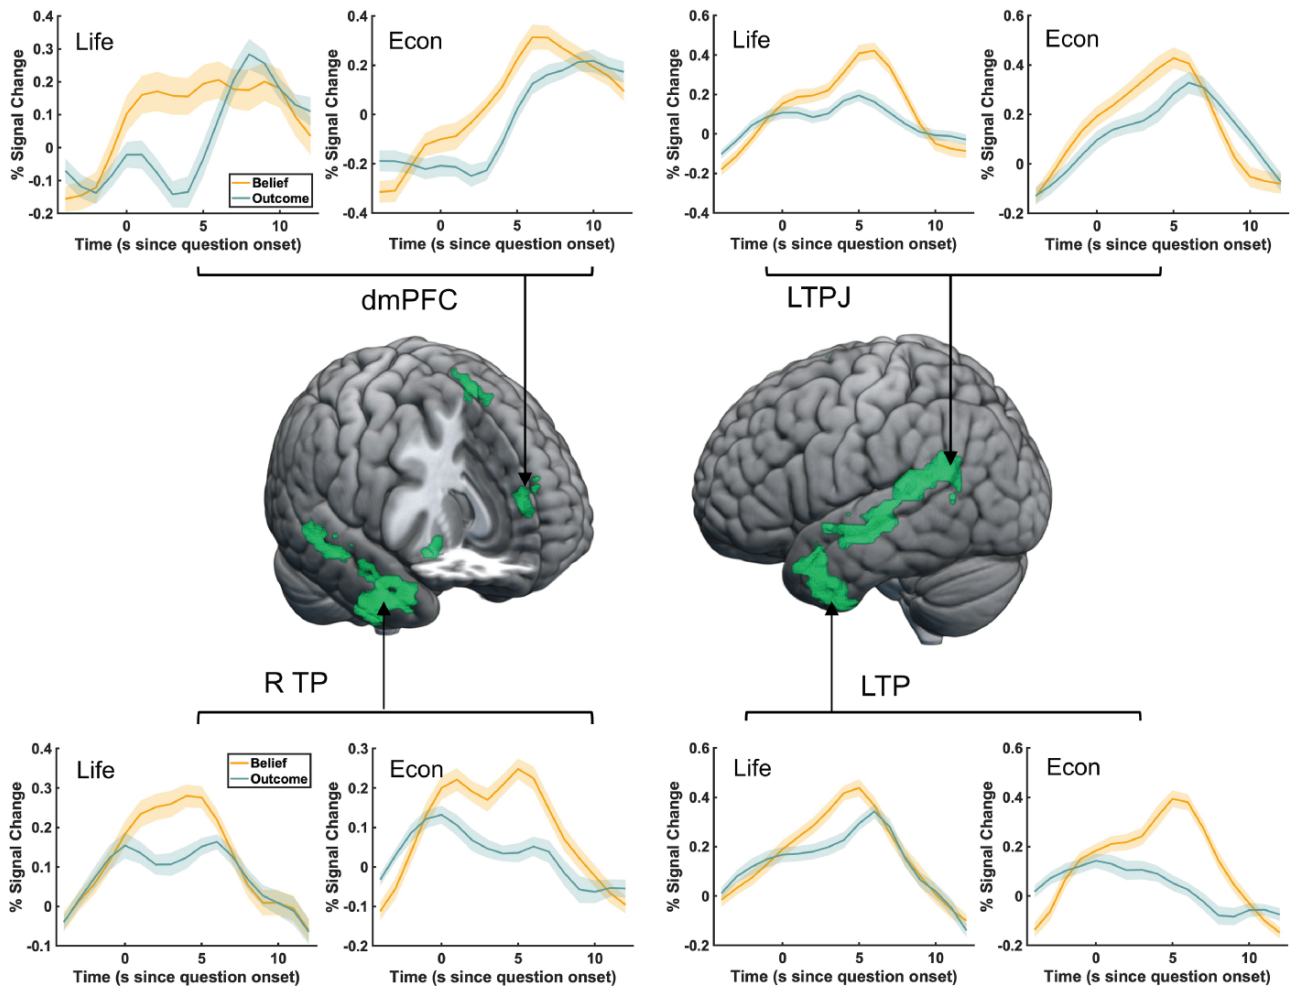 Life
% Signal Change
0.4
0.3
0.2
0.1
0
-0.1
-0.2
Belief
Outcome
0 5 10
Time (s since question onset)
Econ
% Signal Change
0.4
0.2
0
-0.2
-0.4
0 5 10
Time (s since question onset)
Life
% Signal Change
0.6
0.4
0.2
0
-0.2
-0.4
0 5 10
Time (s since question onset)
Econ
% Signal Change
0.6
0.4
0.2
0
-0.2
0 5 10
Time (s since question onset)
dmPFC
LTPJ
R TP
LTP
Life
% Signal Change
0.4
0.3
0.2
0.1
0
-0.1
Belief
Outcome
0 5 10
Time (s since question onset)
Econ
% Signal Change
0.3
0.2
0.1
0
-0.1
-0.2
0 5 10
Time (s since question onset)
Life
% Signal Change
0.6
0.4
0.2
0
-0.2
0 5 10
Time (s since question onset)
Econ
% Signal Change
0.6
0.4
0.2
0
-0.2
0 5 10
Time (s since question onset)